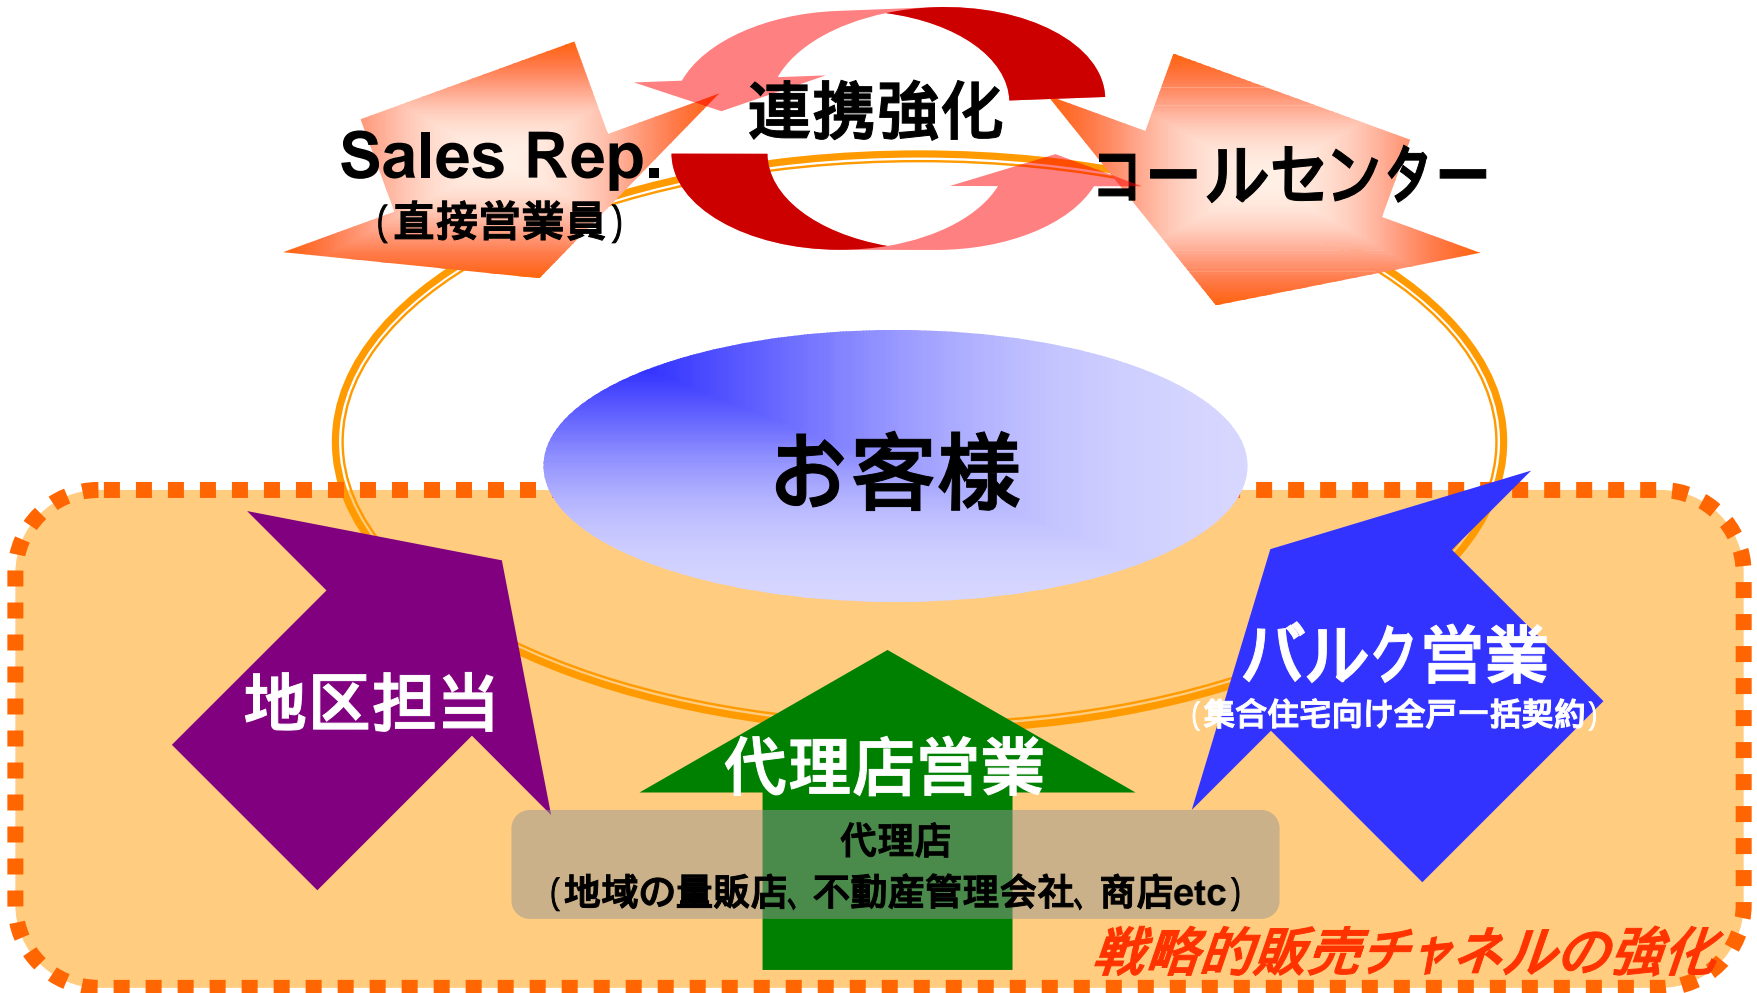 連携強化
Sales Rep.
（直接営業員）
コールセンター
お客様
地区担当
バルク営業
（集合住宅向け全戸一括契約）
代理店営業
代理店
（地域の量販店、不動産管理会社、商店etc）
戦略的販売チャネルの強化